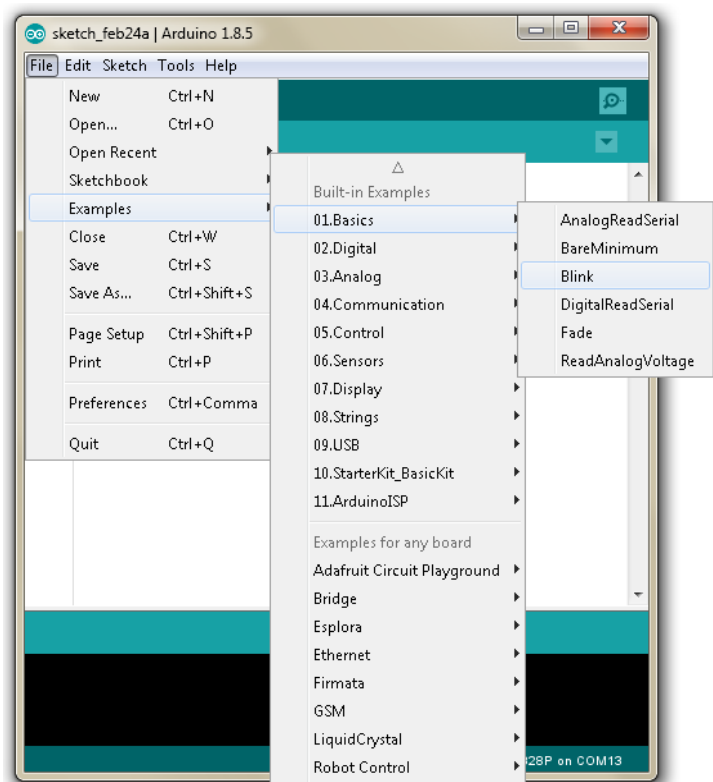 sketch_feb24a | Arduino 1.8.5
File Edit Sketch Tools Help
New Ctrl+N
Open... Ctrl+O
Open Recent
Sketchbook
Examples
Close Ctrl+W
Save Ctrl+S
Save As... Ctrl+Shift+S
Page Setup Ctrl+Shift+P
Print Ctrl+P
Preferences Ctrl+Comma
Quit Ctrl+Q
Built-in Examples
01.Basics
02.Digital
03.Analog
04.Communication
05.Control
06.Sensors
07.Display
08.Strings
09.USB
10.StarterKit_BasicKit
11.ArduinoISP
Examples for any board
Adafruit Circuit Playground
Bridge
Esplora
Ethernet
Firmata
GSM
LiquidCrystal
Robot Control
AnalogReadSerial
BareMinimum
Blink
DigitalReadSerial
Fade
ReadAnalogVoltage
328P on COM13